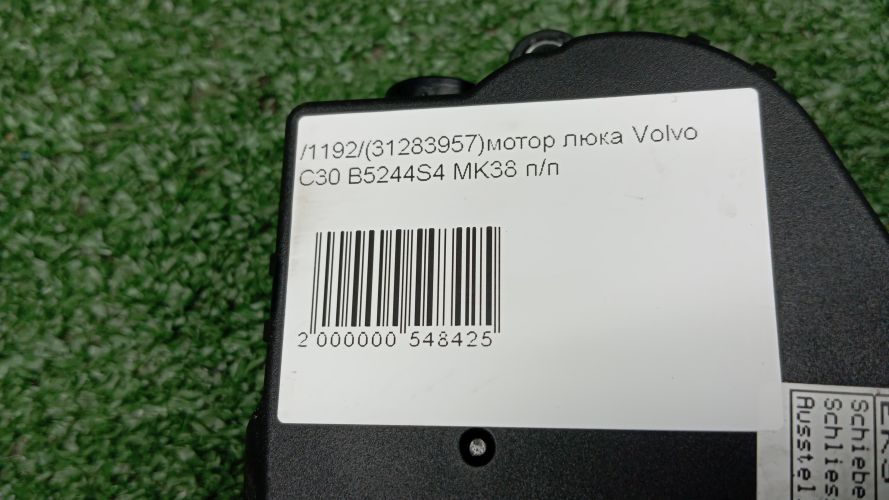 /1192/(31283957)мотор люка Volvo
C30 B5244S4 MK38 п/п
2 000000 548425
Schiebe
Schlies
Ausstel